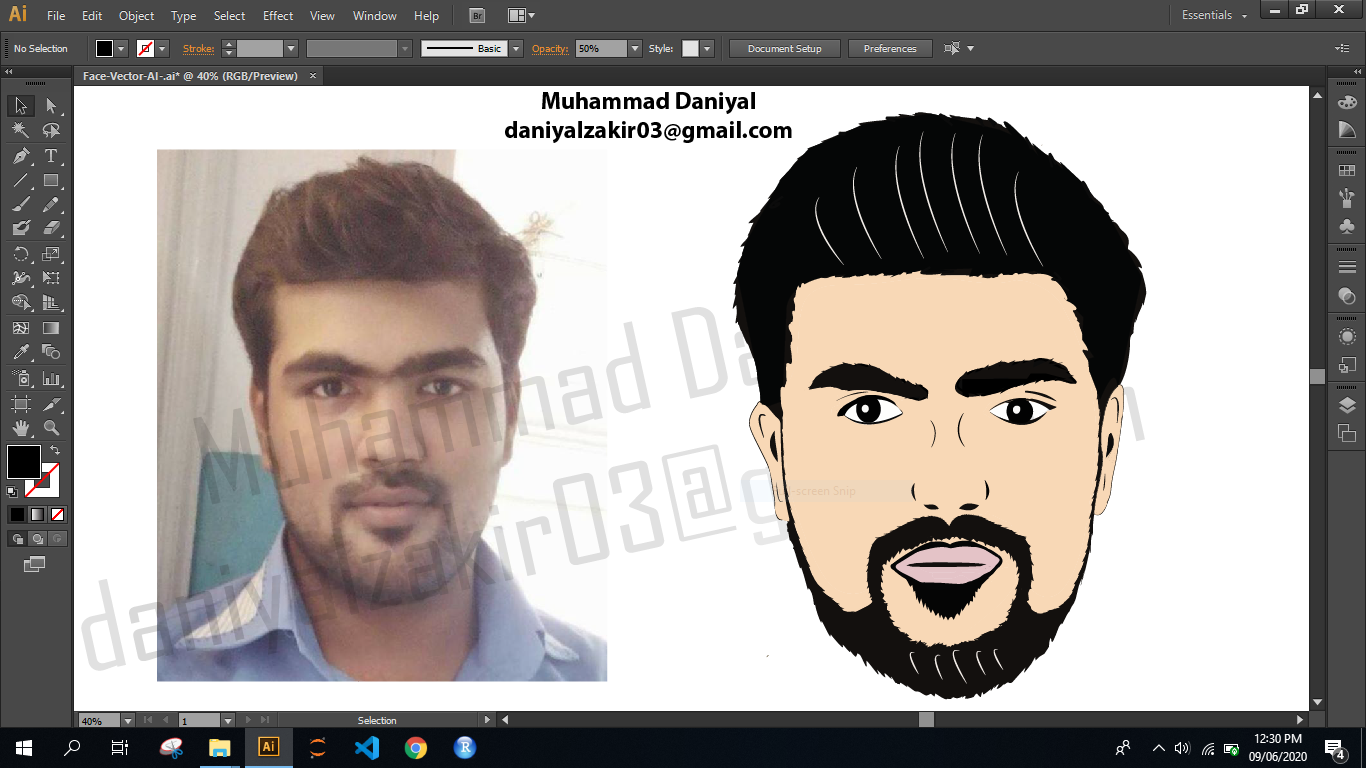 Ai File Edit Object Type Select Effect View Window Help Br Essentials
No Selection Stroke: Basic Opacity: 50% Style: Document Setup Preferences
Face-Vector-AI-.ai* @ 40% (RGB/Preview)
Muhammad Daniyal
daniyalzakir03@gmail.com
Muhammad Da
daniyalzakir03@g
-screen Snip
40% 1 Selection
Ai R 12:30 PM
09/06/2020
4